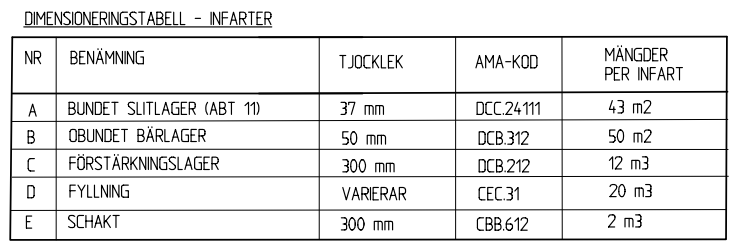 DIMENSIONERINGSTABELL - INFARTER
NR BENÄMNING TJOCKLEK AMA-KOD MÄNGDER
PER INFART
A BUNDET SLITLAGER (ABT 11) 37 mm DCC.24111 43 m2
B OBUNDET BÄRLAGER 50 mm DCB.312 50 m2
C FÖRSTÄRKNINGSLAGER 300 mm DCB.212 12 m3
D FYLLNING VARIERAR CEC.31 20 m3
E SCHAKT 300 mm CBB.612 2 m3